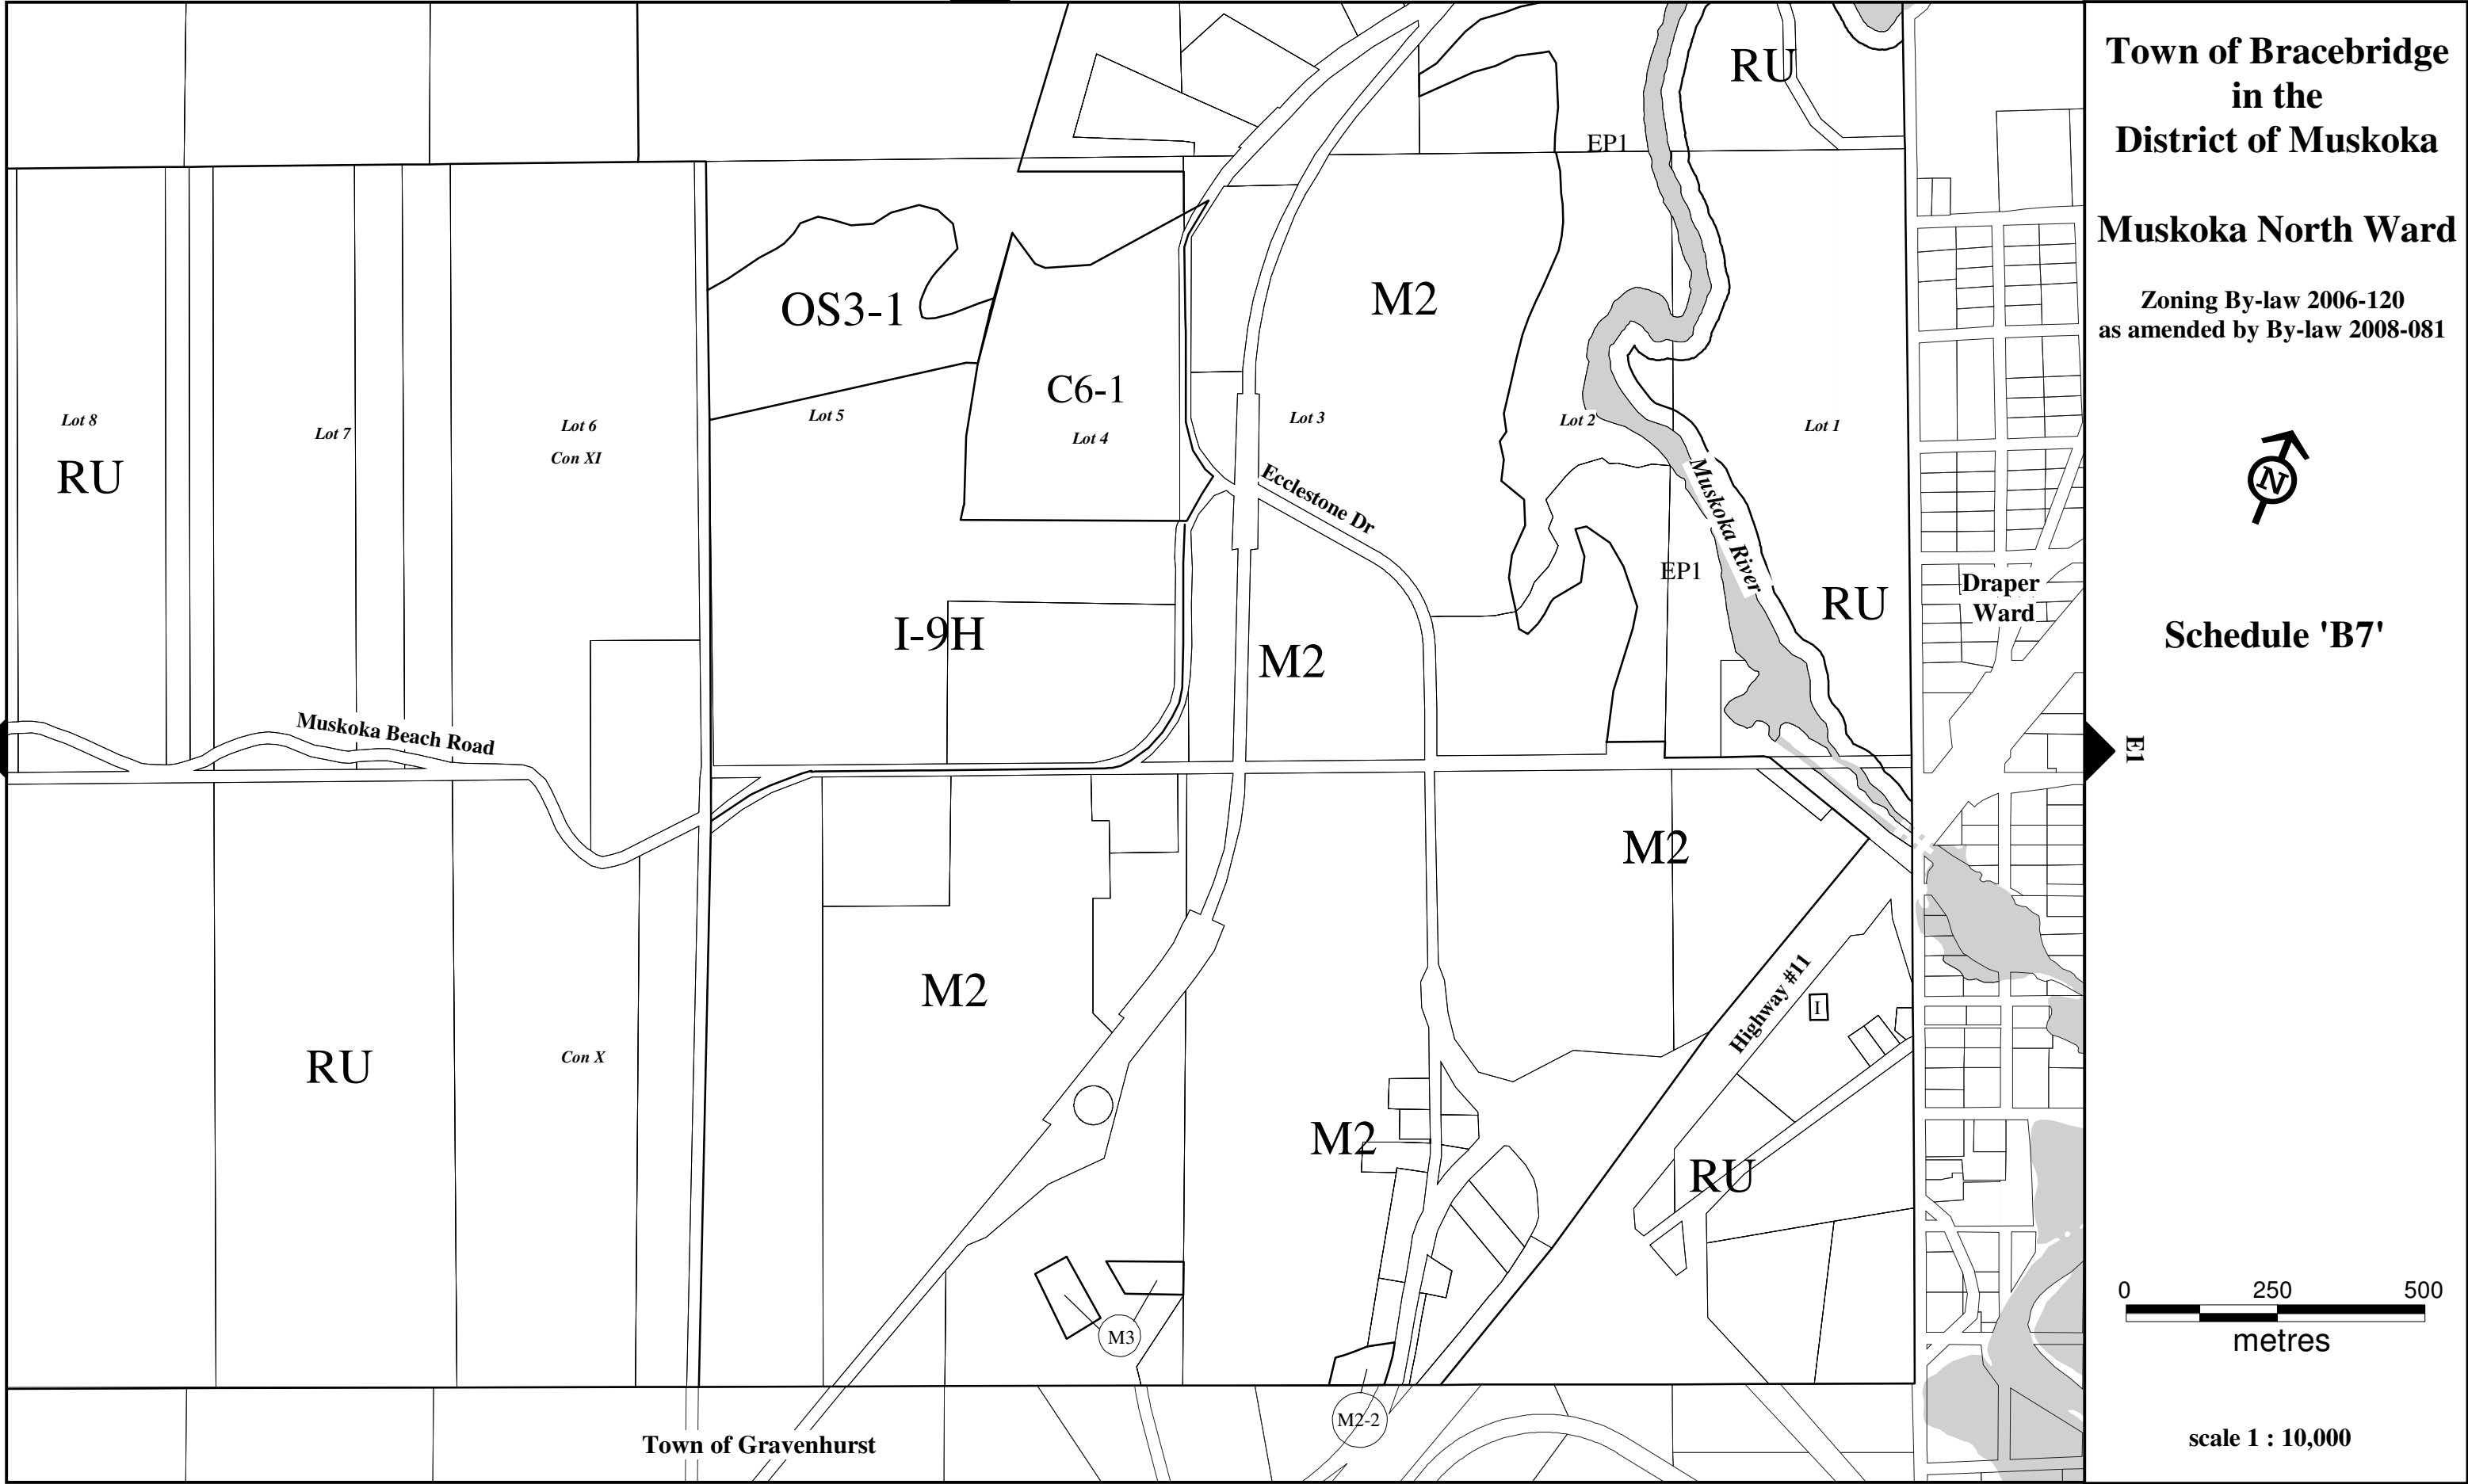 Town of Bracebridge
in the
District of Muskoka
Muskoka North Ward
Zoning By-law 2006-120
as amended by By-law 2008-081
N
Schedule 'B7'
E1
0 250 500
metres
scale 1 : 10,000
RU
EP1
OS3-1
M2
C6-1
Lot 8
Lot 7
Lot 6
Con XI
Lot 5
Lot 4
Lot 3
Lot 2
Lot 1
RU
Ecclestone Dr
Muskoka River
EP1
RU
Draper
Ward
I-9H
M2
Muskoka Beach Road
M2
M2
Highway #11
I
RU
Con X
M2
RU
M3
M2-2
Town of Gravenhurst